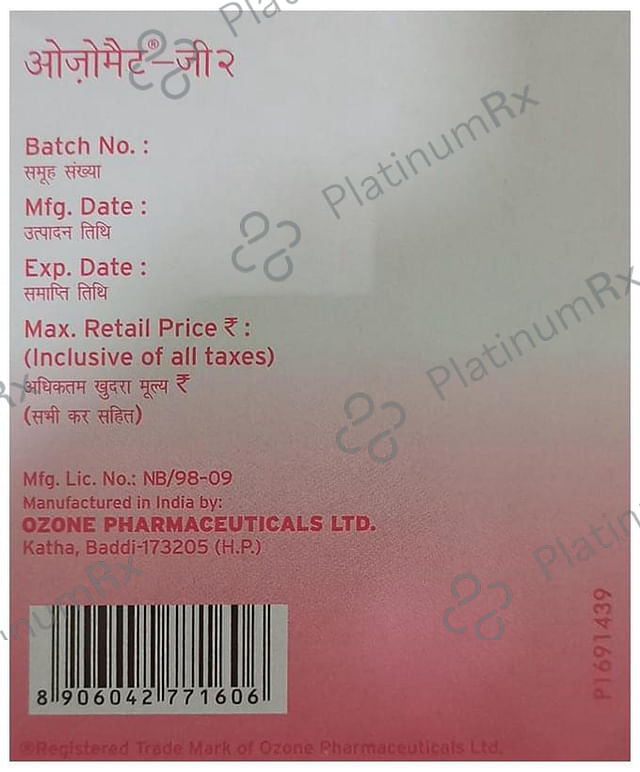 ओज़ोमैट®-जी२
Batch No. :
समूह संख्या
Mfg. Date :
उत्पादन तिथि
Exp. Date :
समाप्ति तिथि
Max. Retail Price ₹ :
(Inclusive of all taxes)
अधिकतम खुदरा मूल्य ₹
(सभी कर सहित)
Mfg. Lic. No.: NB/98-09
Manufactured in India by:
OZONE PHARMACEUTICALS LTD.
Katha, Baddi-173205 (H.P.)
8 906042 771606
P1691439
®Registered Trade Mark of Ozone Pharmaceuticals Ltd.
PlatinumRx
PlatinumRx